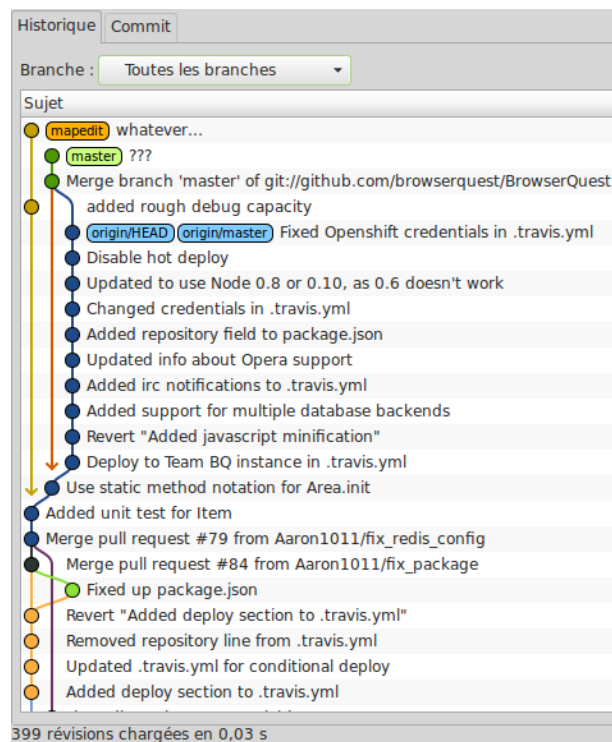 Historique Commit
Branche : Toutes les branches
Sujet
mapedit whatever...
master ???
Merge branch 'master' of git://github.com/browserquest/BrowserQuest
added rough debug capacity
origin/HEAD origin/master Fixed Openshift credentials in .travis.yml
Disable hot deploy
Updated to use Node 0.8 or 0.10, as 0.6 doesn't work
Changed credentials in .travis.yml
Added repository field to package.json
Updated info about Opera support
Added irc notifications to .travis.yml
Added support for multiple database backends
Revert "Added javascript minification"
Deploy to Team BQ instance in .travis.yml
Use static method notation for Area.init
Added unit test for Item
Merge pull request #79 from Aaron1011/fix_redis_config
Merge pull request #84 from Aaron1011/fix_package
Fixed up package.json
Revert "Added deploy section to .travis.yml"
Removed repository line from .travis.yml
Updated .travis.yml for conditional deploy
Added deploy section to .travis.yml
399 révisions chargées en 0,03 s